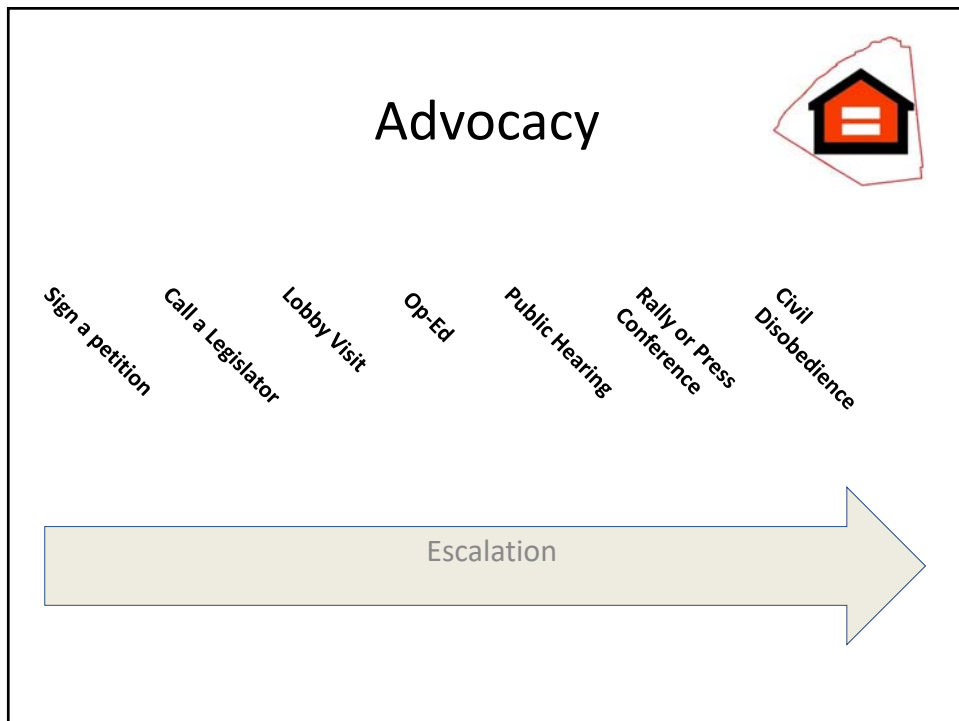 Advocacy
Sign a petition
Call a Legislator
Lobby Visit
Op-Ed
Public Hearing
Rally or Press
Conference
Civil
Disobedience
Escalation